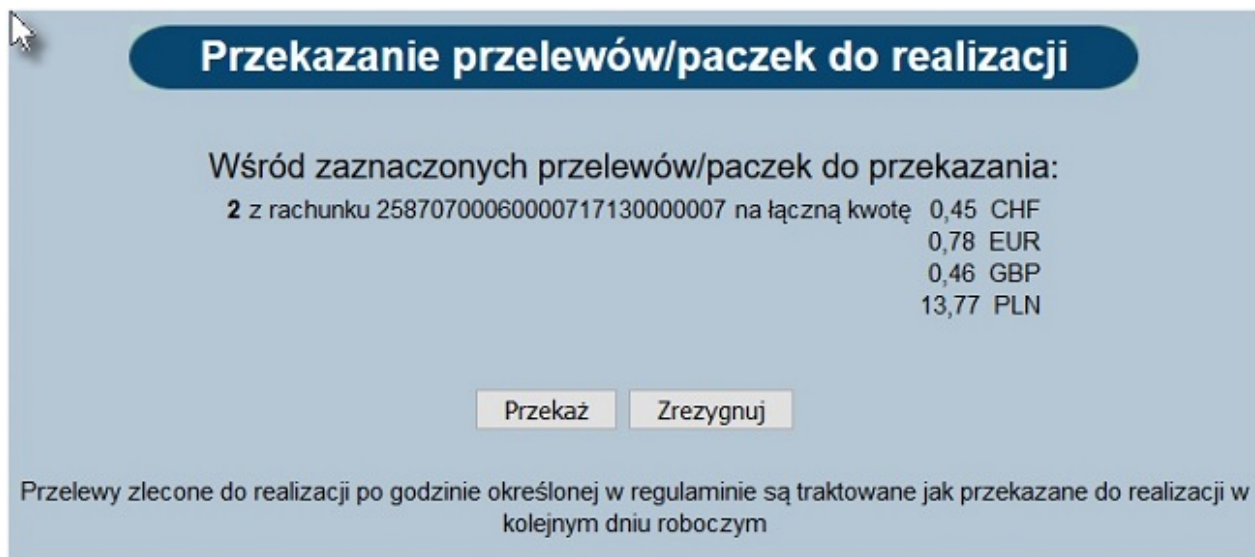 Przekazanie przelewów/paczek do realizacji
Wśród zaznaczonych przelewów/paczek do przekazania:
2 z rachunku 25870700060000717130000007 na łączną kwotę 0,45 CHF
0,78 EUR
0,46 GBP
13,77 PLN
Przekaż Zrezygnuj
Przelewy zlecone do realizacji po godzinie określonej w regulaminie są traktowane jak przekazane do realizacji w
kolejnym dniu roboczym